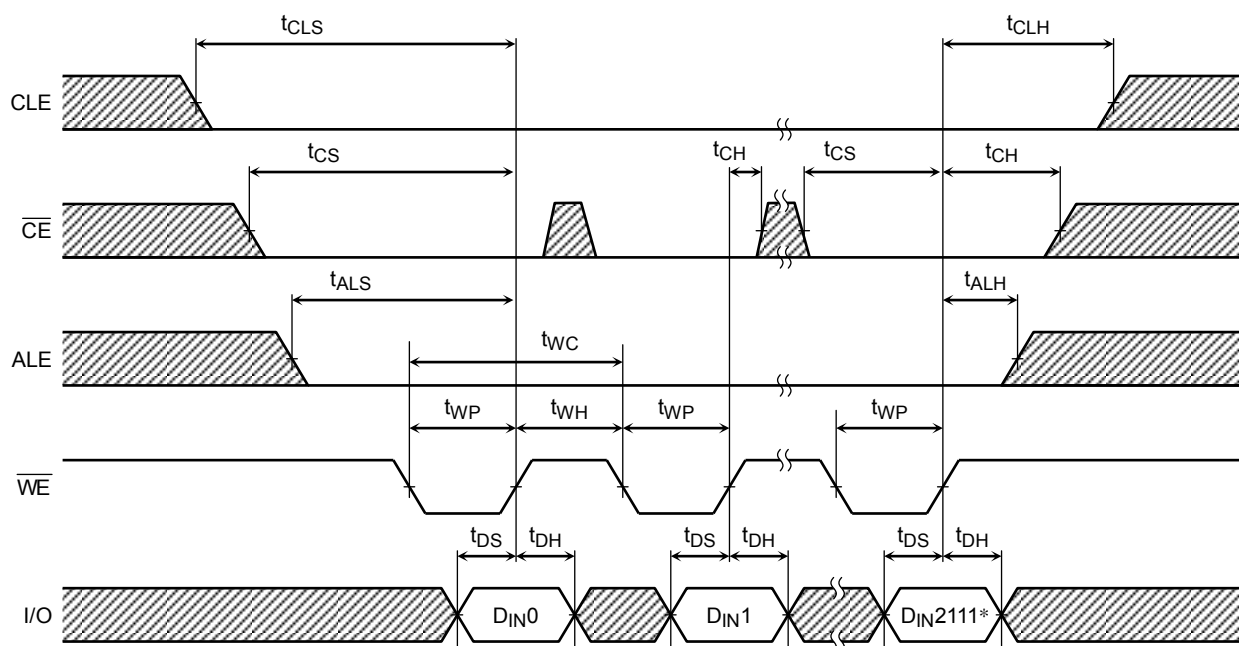 tCLS tCLH
CLE
tCS tCH tCS tCH
CE
tALS tALH
ALE
tWC
tWP tWH tWP tWP
WE
tDS tDH tDS tDH tDS tDH
I/O DIN0 DIN1 DIN2111*